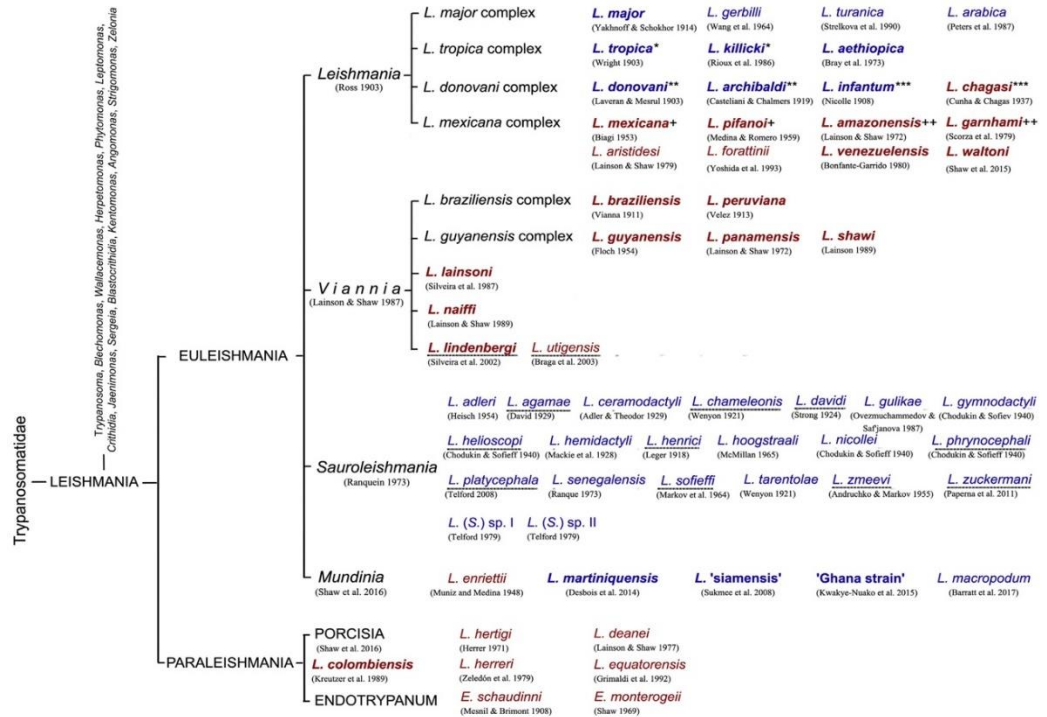 Trypanosoma, Blechomonas, Wallacemonas, Herpetomonas, Phytomonas, Leptomonas,
Crithidia, Jaenimonas, Sergeia, Blastocrithidia, Kentomonas, Angomonas, Strigomonas, Zelonia
Trypanosomatidae
LEISHMANIA
EULEISHMANIA
Leishmania
(Ross 1903)
L. major complex
L. major
(Yakhnoff & Schokhor 1914)
L. gerbilli
(Wang et al. 1964)
L. turanica
(Strelkova et al. 1990)
L. arabica
(Peters et al. 1987)
L. tropica complex
L. tropica*
(Wright 1903)
L. killicki*
(Rioux et al. 1986)
L. aethiopica
(Bray et al. 1973)
L. donovani complex
L. donovani**
(Laveran & Mesrul 1903)
L. archibaldi**
(Casteliani & Chalmers 1919)
L. infantum***
(Nicolle 1908)
L. chagasi***
(Cunha & Chagas 1937)
L. mexicana complex
L. mexicana+
(Biagi 1953)
L. pifanoi+
(Medina & Romero 1959)
L. amazonensis++
(Lainson & Shaw 1972)
L. garnhami++
(Scorza et al. 1979)
L. aristidesi
(Lainson & Shaw 1979)
L. forattinii
(Yoshida et al. 1993)
L. venezuelensis
(Bonfante-Garrido 1980)
L. waltoni
(Shaw et al. 2015)
Viannia
(Lainson & Shaw 1987)
L. braziliensis complex
L. braziliensis
(Vianna 1911)
L. peruviana
(Velez 1913)
L. guyanensis complex
L. guyanensis
(Floch 1954)
L. panamensis
(Lainson & Shaw 1972)
L. shawi
(Lainson 1989)
L. lainsoni
(Silveira et al. 1987)
L. naiffi
(Lainson & Shaw 1989)
L. lindenbergi
(Silveira et al. 2002)
L. utigensis
(Braga et al. 2003)
Sauroleishmania
(Ranquein 1973)
L. adleri
(Heisch 1954)
L. agamae
(David 1929)
L. ceramodactyli
(Adler & Theodor 1929)
L. chameleonis
(Wenyon 1921)
L. davidi
(Strong 1924)
L. gulikae
(Ovezmuchammedov &
Saf'janova 1987)
L. gymnodactyli
(Chodukin & Sofiev 1940)
L. helioscopi
(Chodukin & Sofieff 1940)
L. hemidactyli
(Mackie et al. 1928)
L. henrici
(Leger 1918)
L. hoogstraali
(McMillan 1965)
L. nicollei
(Chodukin & Sofieff 1940)
L. phrynocephali
(Chodukin & Sofieff 1940)
L. platycephala
(Telford 2008)
L. senegalensis
(Ranque 1973)
L. sofieffi
(Markov et al. 1964)
L. tarentolae
(Wenyon 1921)
L. zmeevi
(Andruchko & Markov 1955)
L. zuckermani
(Paperna et al. 2011)
L. (S.) sp. I
(Telford 1979)
L. (S.) sp. II
(Telford 1979)
Mundinia
(Shaw et al. 2016)
L. enriettii
(Muniz and Medina 1948)
L. martiniquensis
(Desbois et al. 2014)
L. 'siamensis'
(Sukmee et al. 2008)
'Ghana strain'
(Kwakye-Nuako et al. 2015)
L. macropodum
(Barratt et al. 2017)
PARALEISHMANIA
PORCISIA
(Shaw et al. 2016)
L. hertigi
(Herrer 1971)
L. deanei
(Lainson & Shaw 1977)
L. colombiensis
(Kreutzer et al. 1989)
L. herreri
(Zeledón et al. 1979)
L. equatorensis
(Grimaldi et al. 1992)
ENDOTRYPANUM
E. schaudinni
(Mesnil & Brimont 1908)
E. monterogeii
(Shaw 1969)